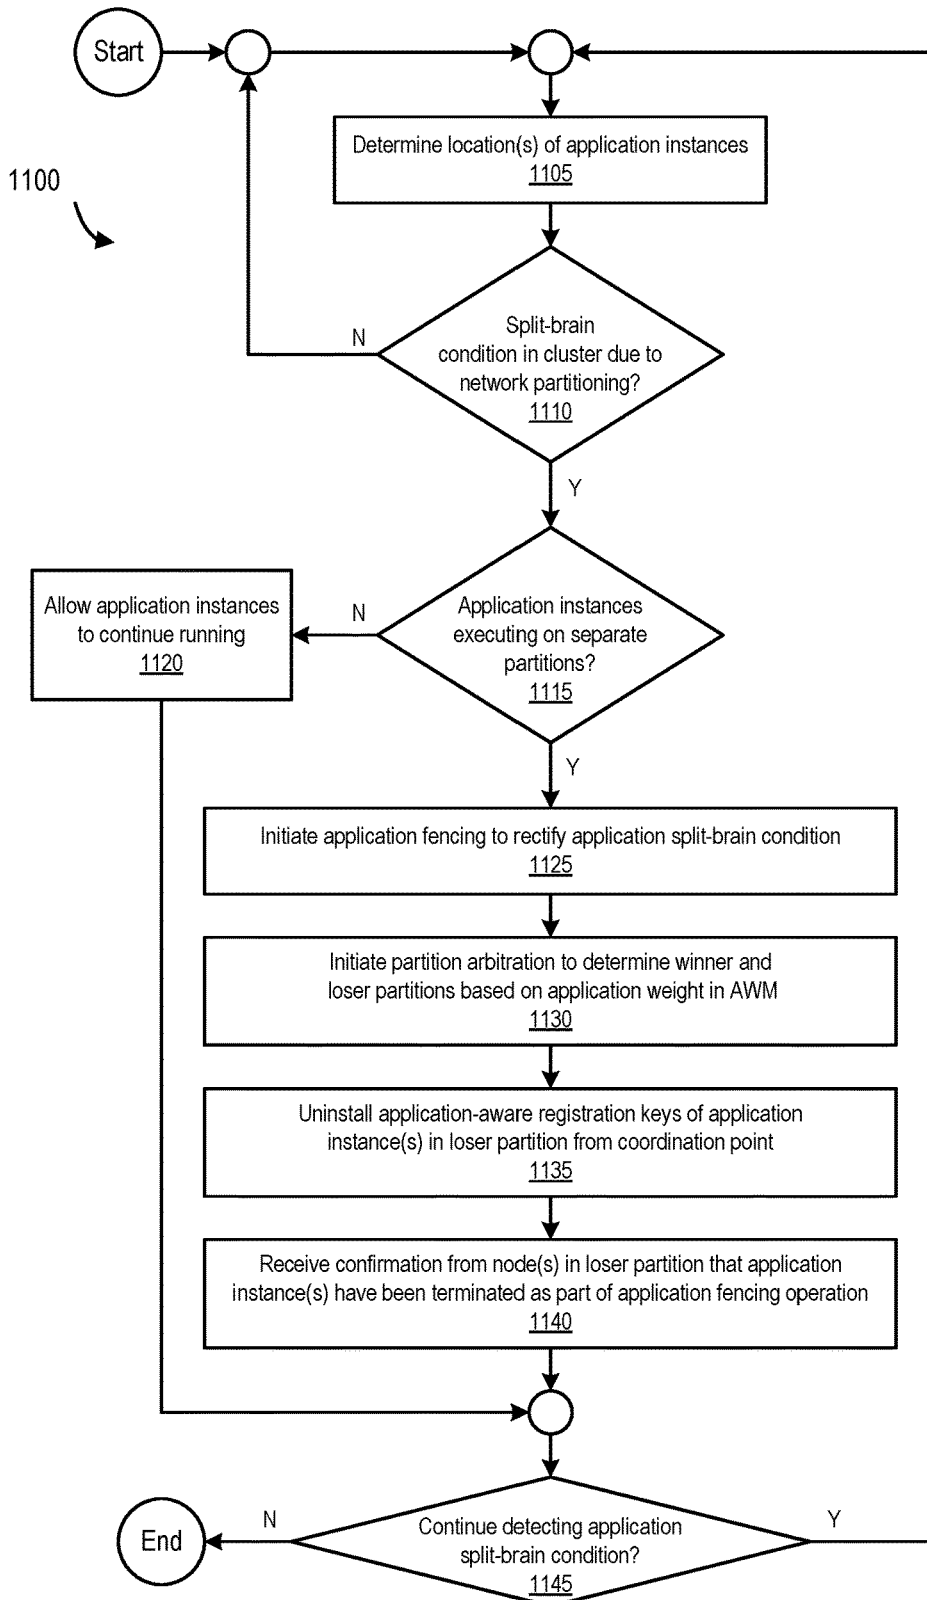 Start
1100
Determine location(s) of application instances
1105
Split-brain
condition in cluster due to
network partitioning?
1110
N
Y
Application instances
executing on separate
partitions?
1115
N
Allow application instances
to continue running
1120
Y
Initiate application fencing to rectify application split-brain condition
1125
Initiate partition arbitration to determine winner and
loser partitions based on application weight in AWM
1130
Uninstall application-aware registration keys of application
instance(s) in loser partition from coordination point
1135
Receive confirmation from node(s) in loser partition that application
instance(s) have been terminated as part of application fencing operation
1140
Continue detecting application
split-brain condition?
1145
N
Y
End